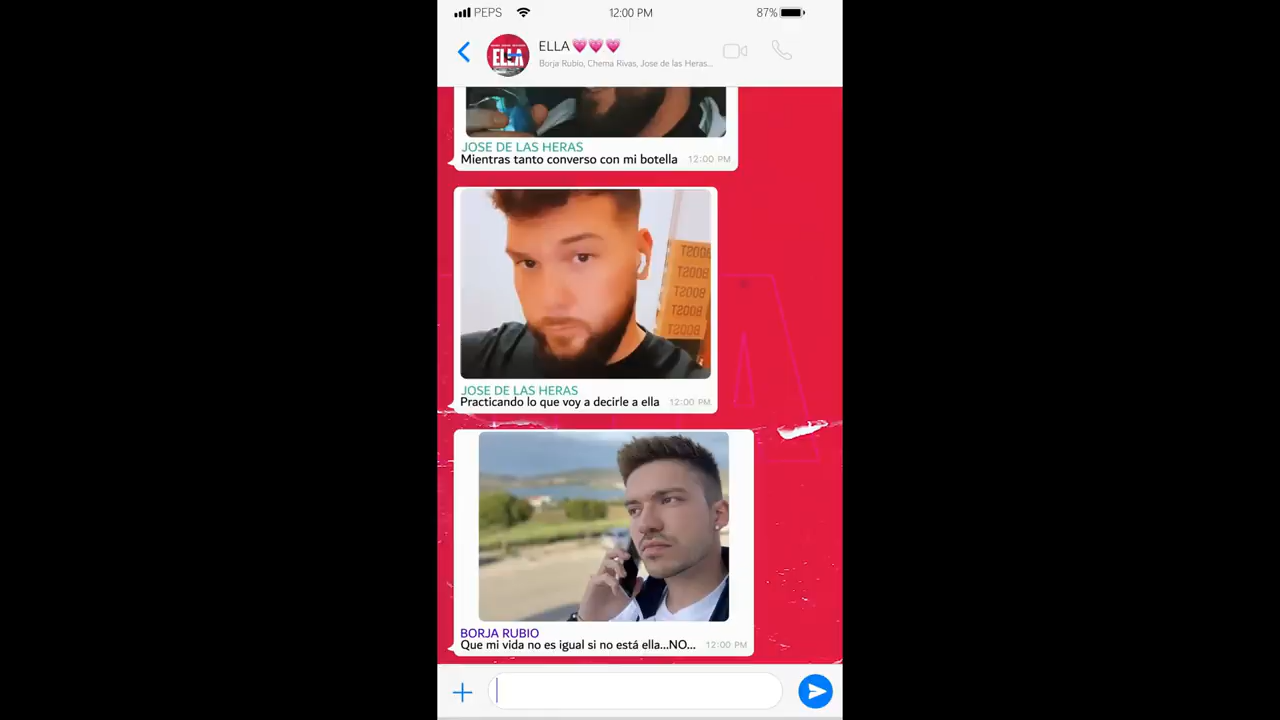 PEPS 12:00 PM 87%
ELLA
ELLA
Borja Rubio, Chema Rivas, Jose de las Heras...
JOSE DE LAS HERAS
Mientras tanto converso con mi botella 12:00 PM
BOOST
BOOST
BOOST
BOOST
BOOST
JOSE DE LAS HERAS
Practicando lo que voy a decirle a ella 12:00 PM
BORJA RUBIO
Que mi vida no es igual si no está ella...NO... 12:00 PM